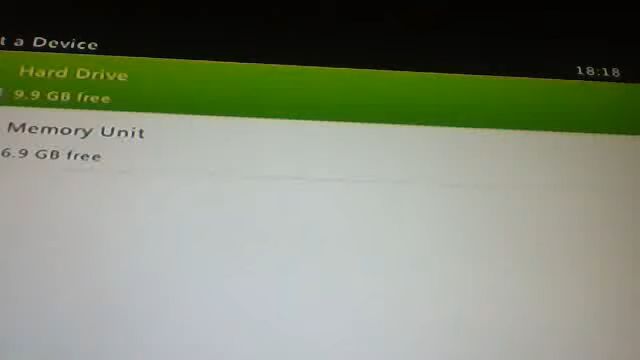 t a Device
18:18
Hard Drive
9.9 GB free
Memory Unit
6.9 GB free